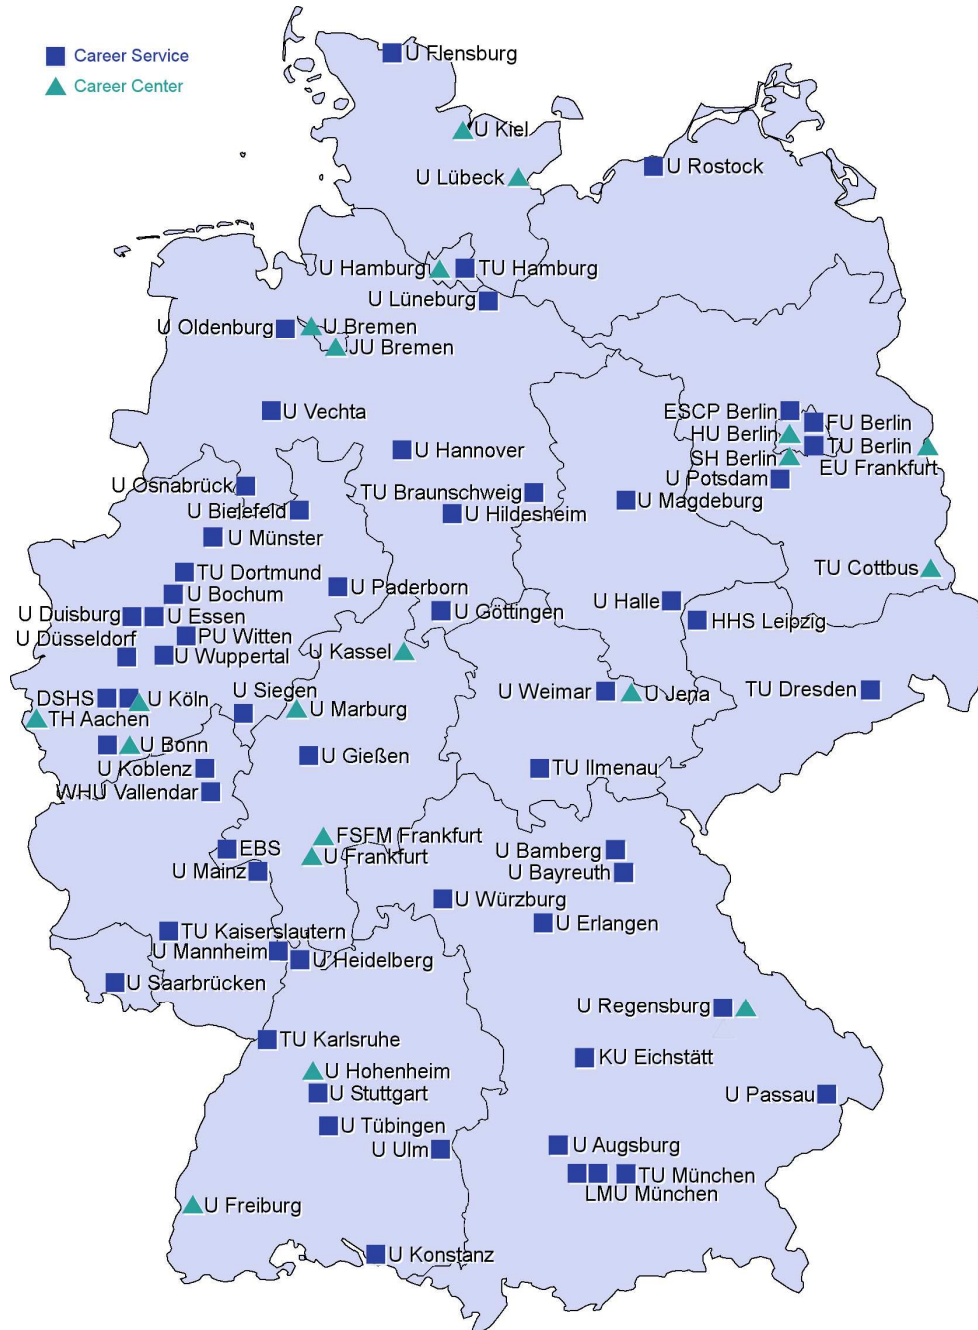 Career Service
Career Center
U Flensburg
U Kiel
U Rostock
U Lübeck
U Hamburg
TU Hamburg
U Lüneburg
U Oldenburg
U Bremen
JU Bremen
U Vechta
ESCP Berlin
FU Berlin
HU Berlin
TU Berlin
SH Berlin
EU Frankfurt
U Hannover
U Potsdam
U Osnabrück
TU Braunschweig
U Magdeburg
U Bielefeld
U Hildesheim
U Münster
TU Dortmund
TU Cottbus
U Paderborn
U Bochum
U Halle
U Duisburg
U Essen
U Göttingen
HHS Leipzig
U Düsseldorf
PU Witten
U Wuppertal
U Kassel
U Siegen
U Weimar
U Jena
TU Dresden
DSHS
U Köln
U Marburg
TH Aachen
U Bonn
U Gießen
U Koblenz
TU Ilmenau
WHU Vallendar
FSFM Frankfurt
EBS
U Frankfurt
U Bamberg
U Mainz
U Bayreuth
U Würzburg
U Erlangen
TU Kaiserslautern
U Mannheim
U Heidelberg
U Saarbrücken
U Regensburg
TU Karlsruhe
KU Eichstätt
U Hohenheim
U Stuttgart
U Passau
U Tübingen
U Ulm
U Augsburg
TU München
LMU München
U Freiburg
U Konstanz